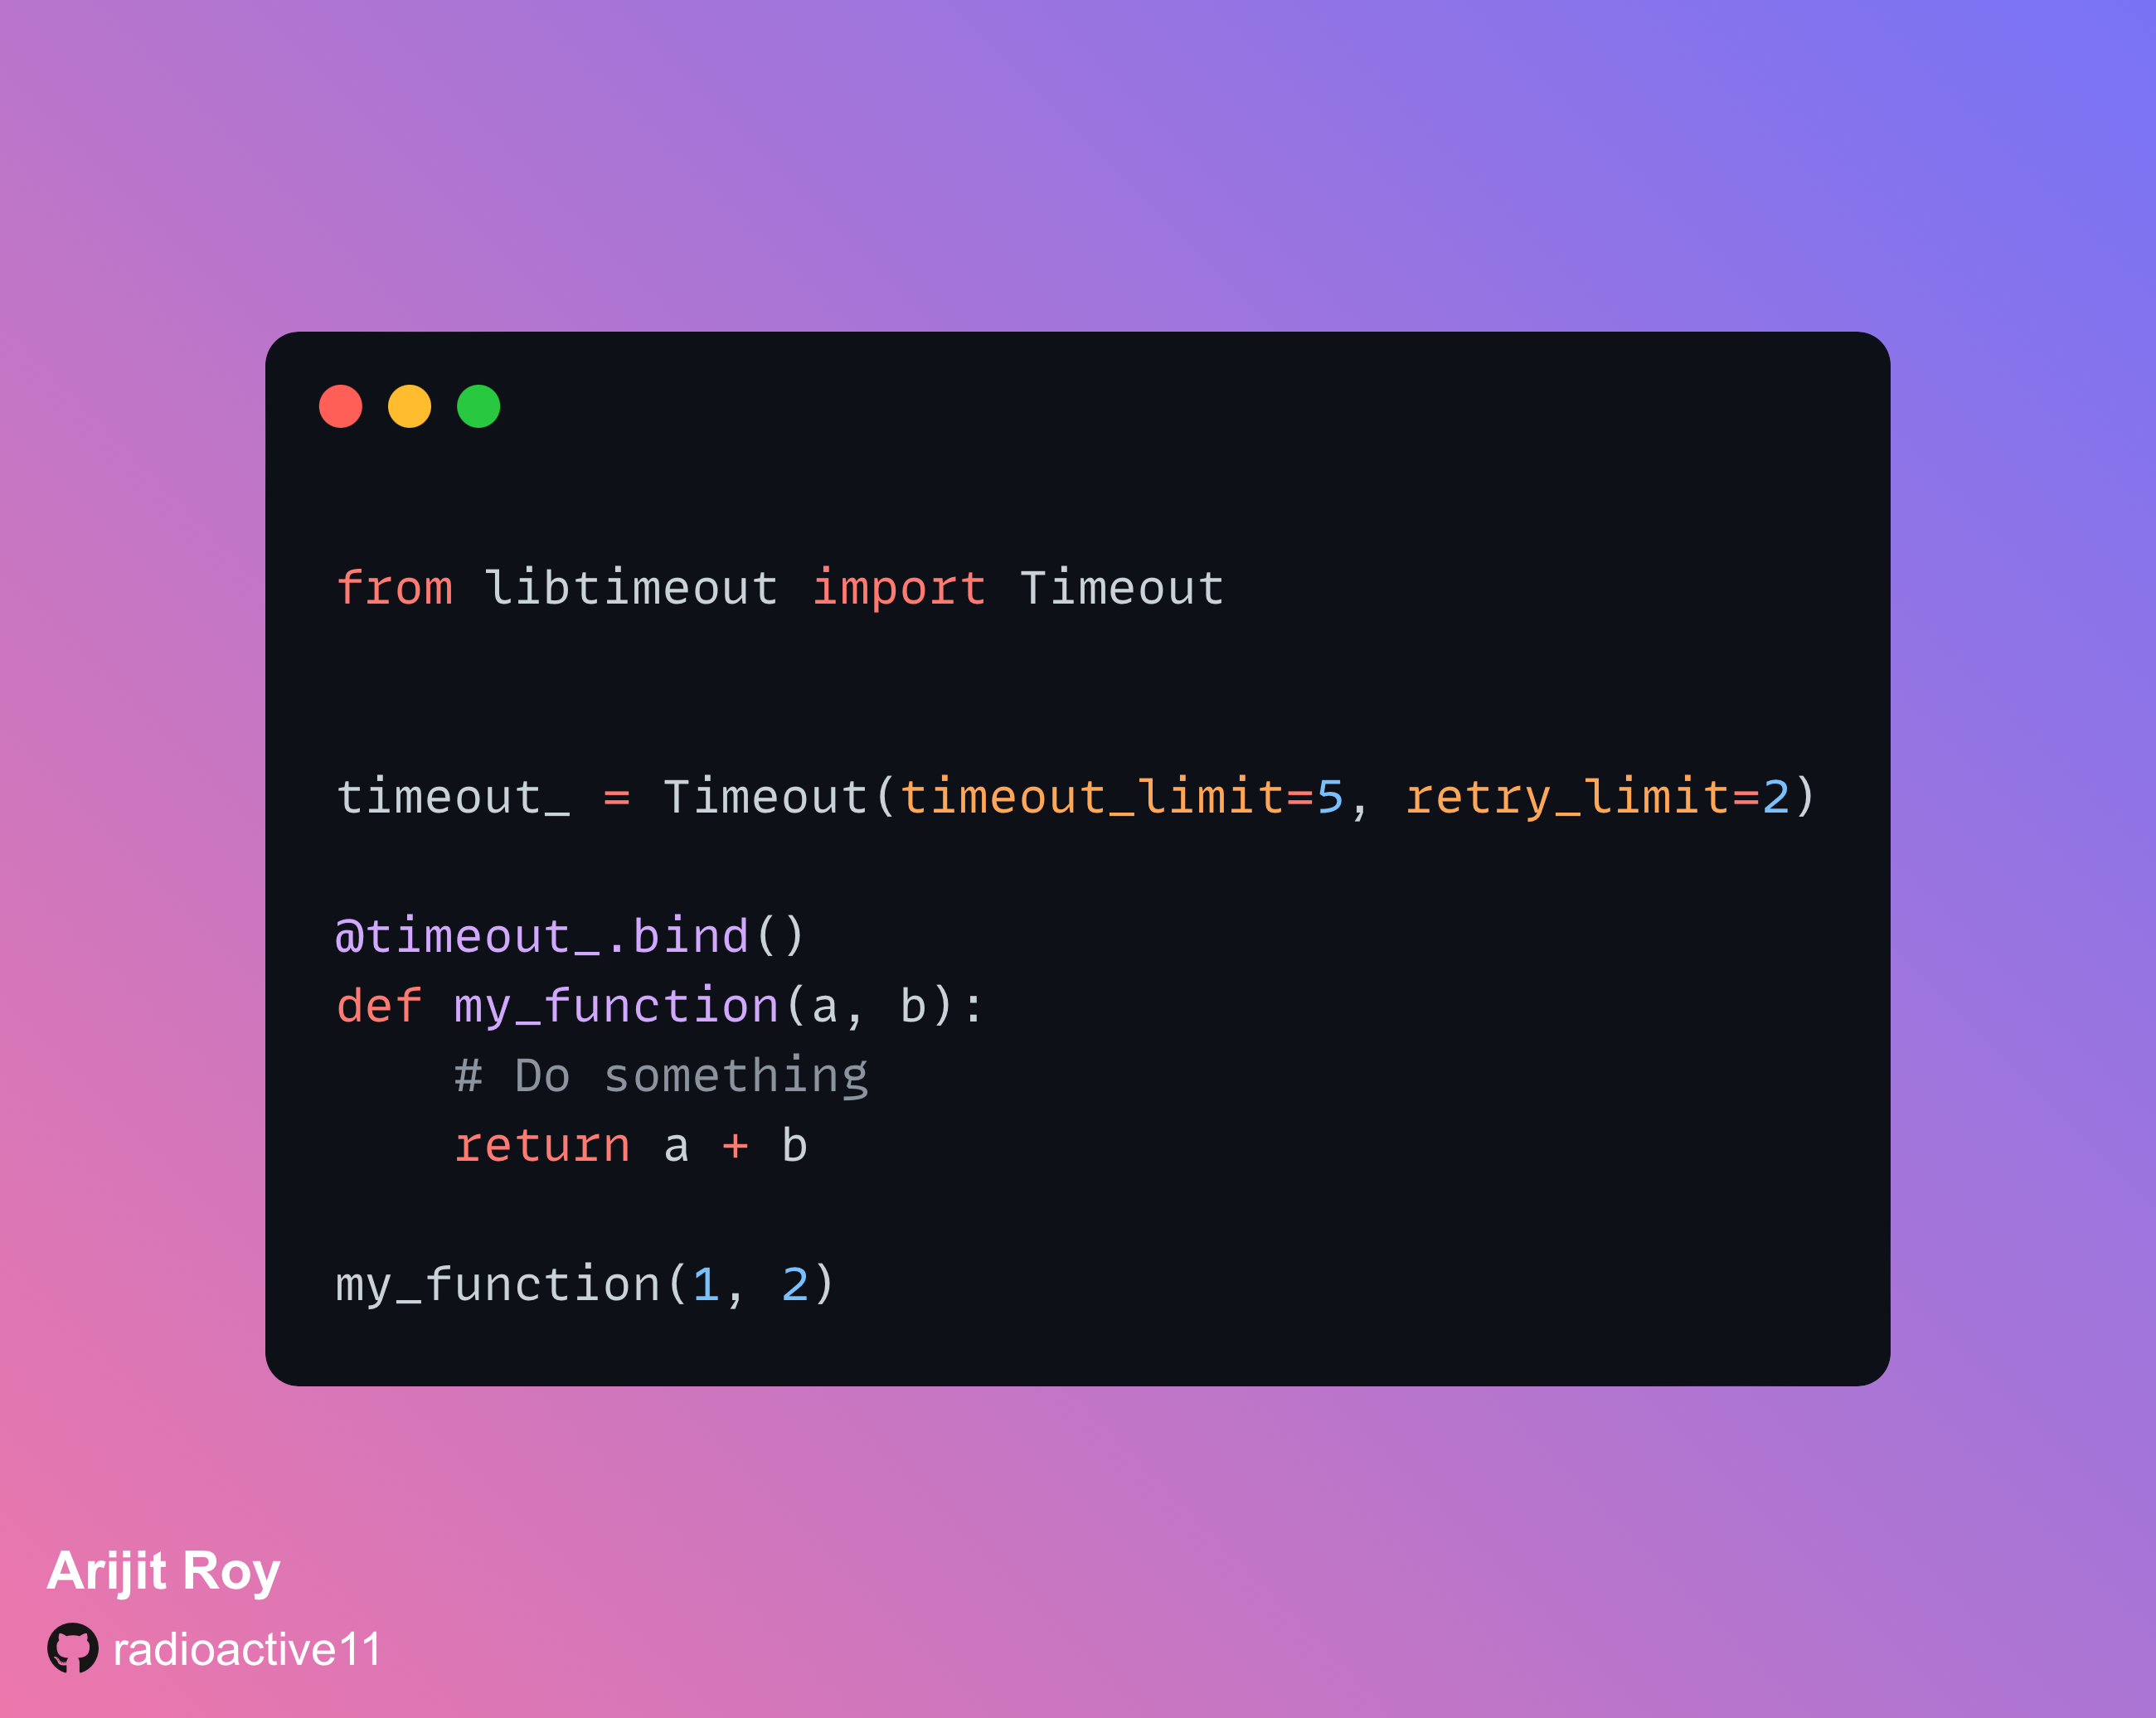 from libtimeout import Timeout
timeout_ = Timeout(timeout_limit=5, retry_limit=2)
@timeout_.bind()
def my_function(a, b):
    # Do something
    return a + b
my_function(1, 2)
Arijit Roy
radioactive11